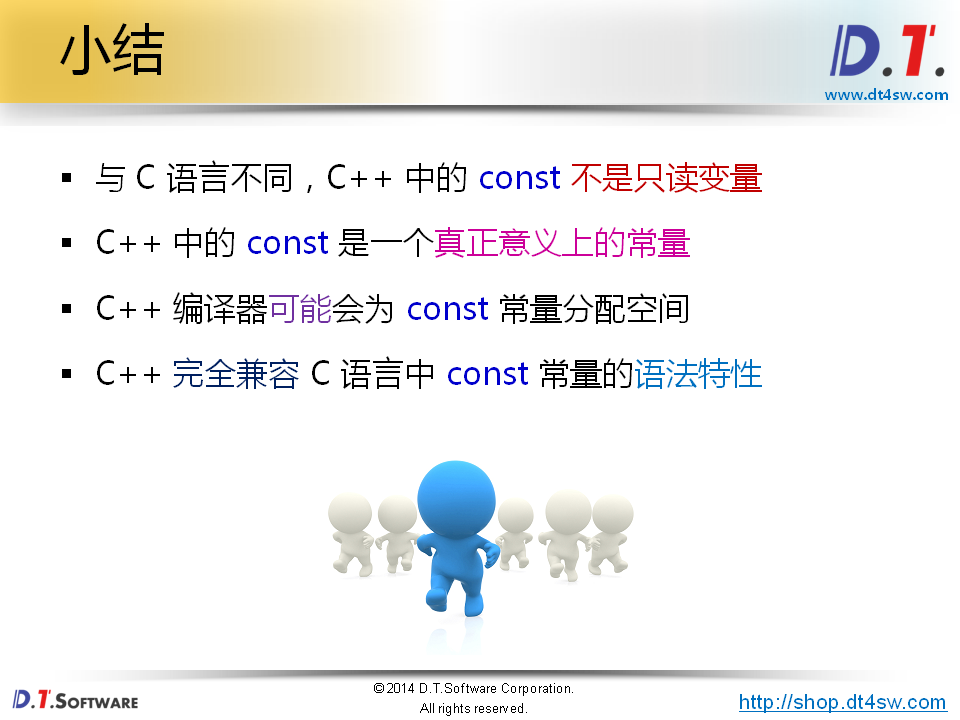 小结
D.T.
www.dt4sw.com
▪ 与 C 语言不同，C++ 中的 const 不是只读变量
▪ C++ 中的 const 是一个真正意义上的常量
▪ C++ 编译器可能会为 const 常量分配空间
▪ C++ 完全兼容 C 语言中 const 常量的语法特性
D.T.SOFTWARE
©2014 D.T.Software Corporation.
All rights reserved.
http://shop.dt4sw.com